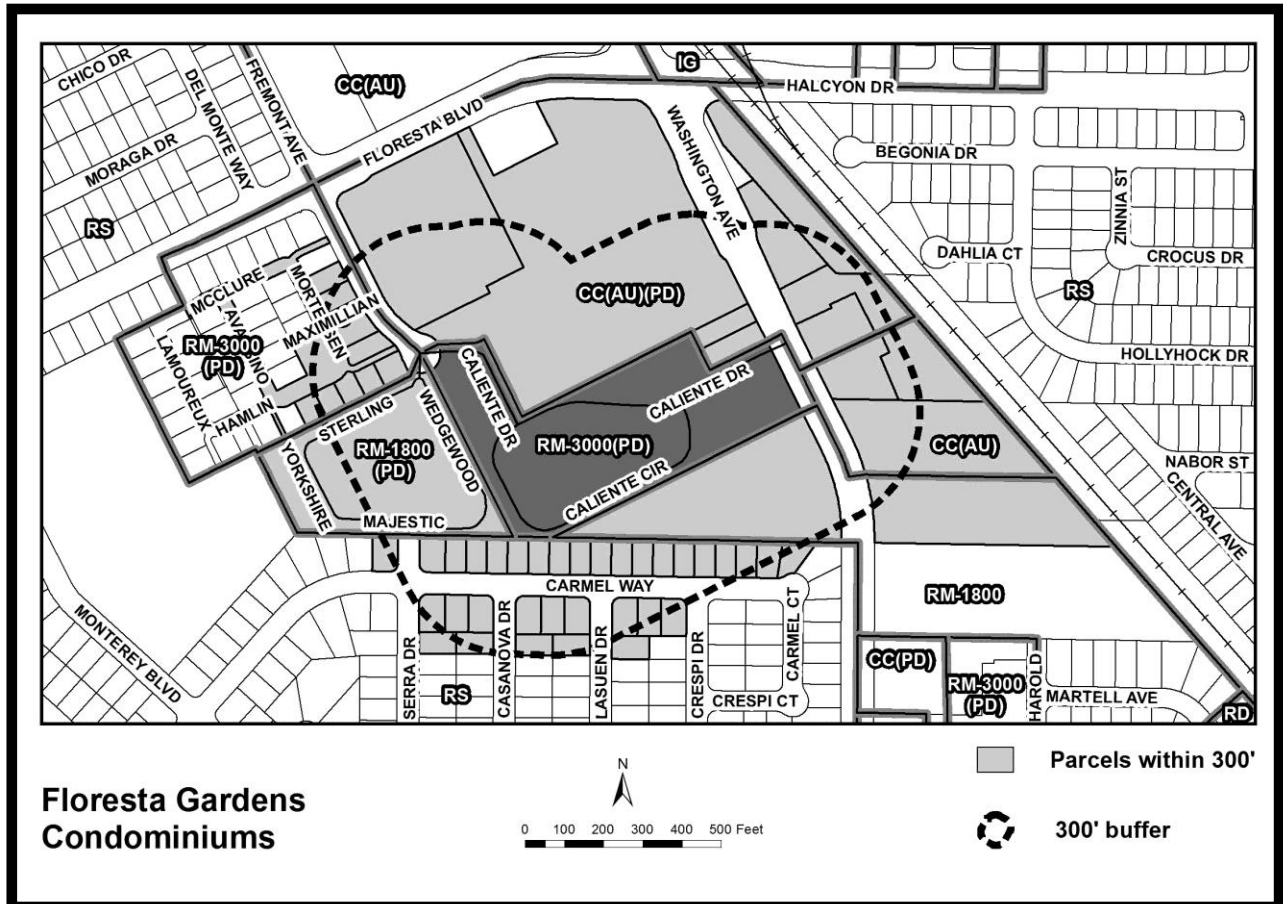 CHICO DR
DEL MONTE WAY
FREMONT AVE
CC(AU)
IG
HALCYON DR
FLORESTA BLVD
WASHINGTON AVE
MORAGA DR
BEGONIA DR
ZINNIA ST
RS
DAHLIA CT
CROCUS DR
RS
MCCLURE
MORTENSEN
MAXIMILLIAN
AVALINO
LAMOUREUX
RM-3000
(PD)
HAMLIN
CC(AU)(PD)
HOLLYHOCK DR
CALIENTE DR
CALIENTE DR
STERLING
WEDGEWOOD
RM-1800
(PD)
RM-3000(PD)
CALIENTE CIR
CC(AU)
YORKSHIRE
MAJESTIC
NABOR ST
CENTRAL AVE
CARMEL WAY
RM-1800
MONTEREY BLVD
SERRA DR
CASANOVA DR
LASUEN DR
CRESPI DR
CARMEL CT
RS
CRESPI CT
CC(PD)
RM-3000
(PD)
HAROLD
MARTELL AVE
RD
Floresta Gardens
Condominiums
N
0 100 200 300 400 500 Feet
Parcels within 300'
300' buffer